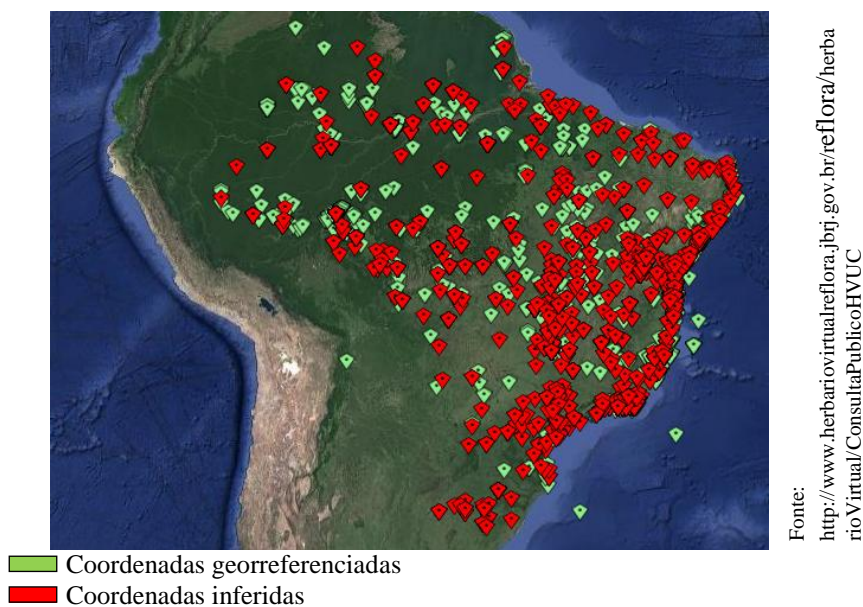 Fonte:
http://www.herbariovirtualreflora.jbrj.gov.br/reflora/herba
rioVirtual/ConsultaPublicoHVUC
Coordenadas georreferenciadas
Coordenadas inferidas